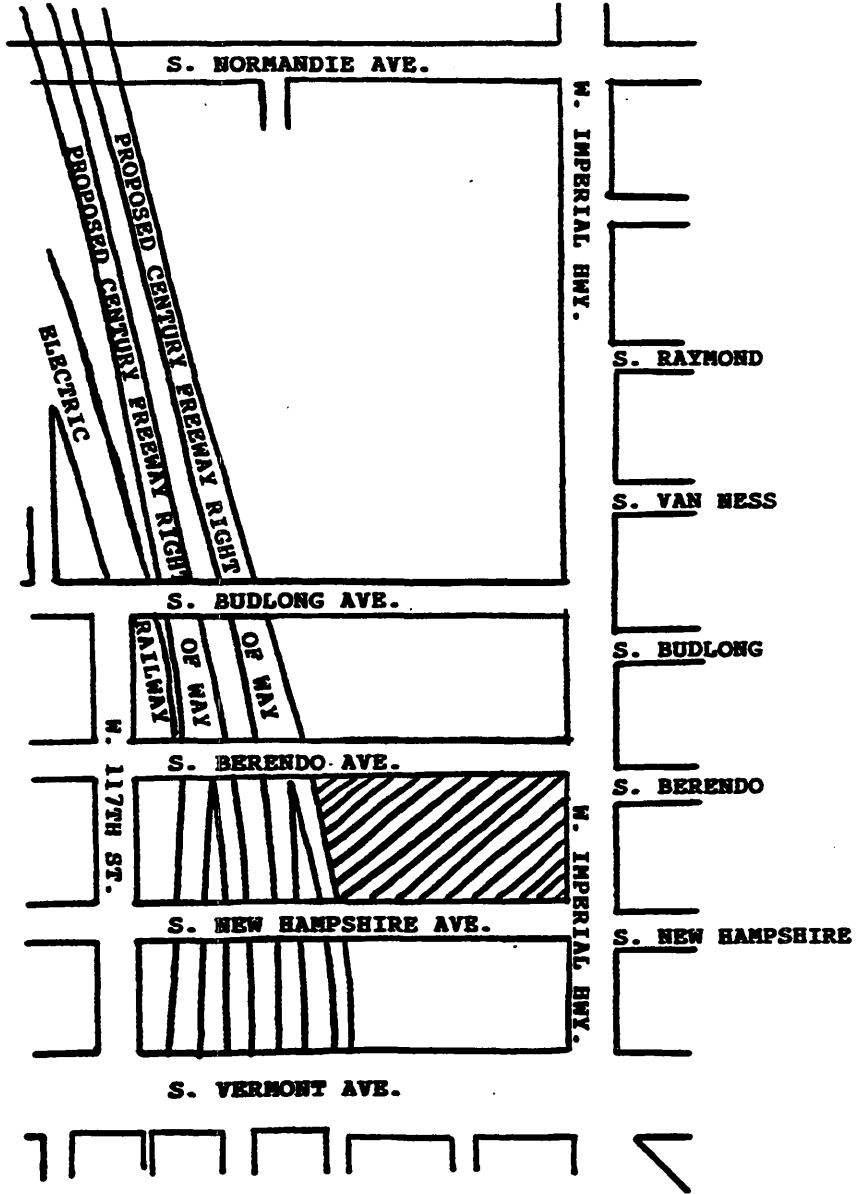 S. NORMANDIE AVE.
W. IMPERIAL HWY.
PROPOSED CENTURY FREEWAY RIGHT
PROPOSED CENTURY FREEWAY RIGHT
ELECTRIC
S. RAYMOND
S. VAN NESS
S. BUDLONG AVE.
RAILWAY
OF WAY
OF WAY
S. BUDLONG
W. 117TH ST.
S. BERENDO AVE.
S. BERENDO
W. IMPERIAL HWY.
S. NEW HAMPSHIRE AVE.
S. NEW HAMPSHIRE
S. VERMONT AVE.